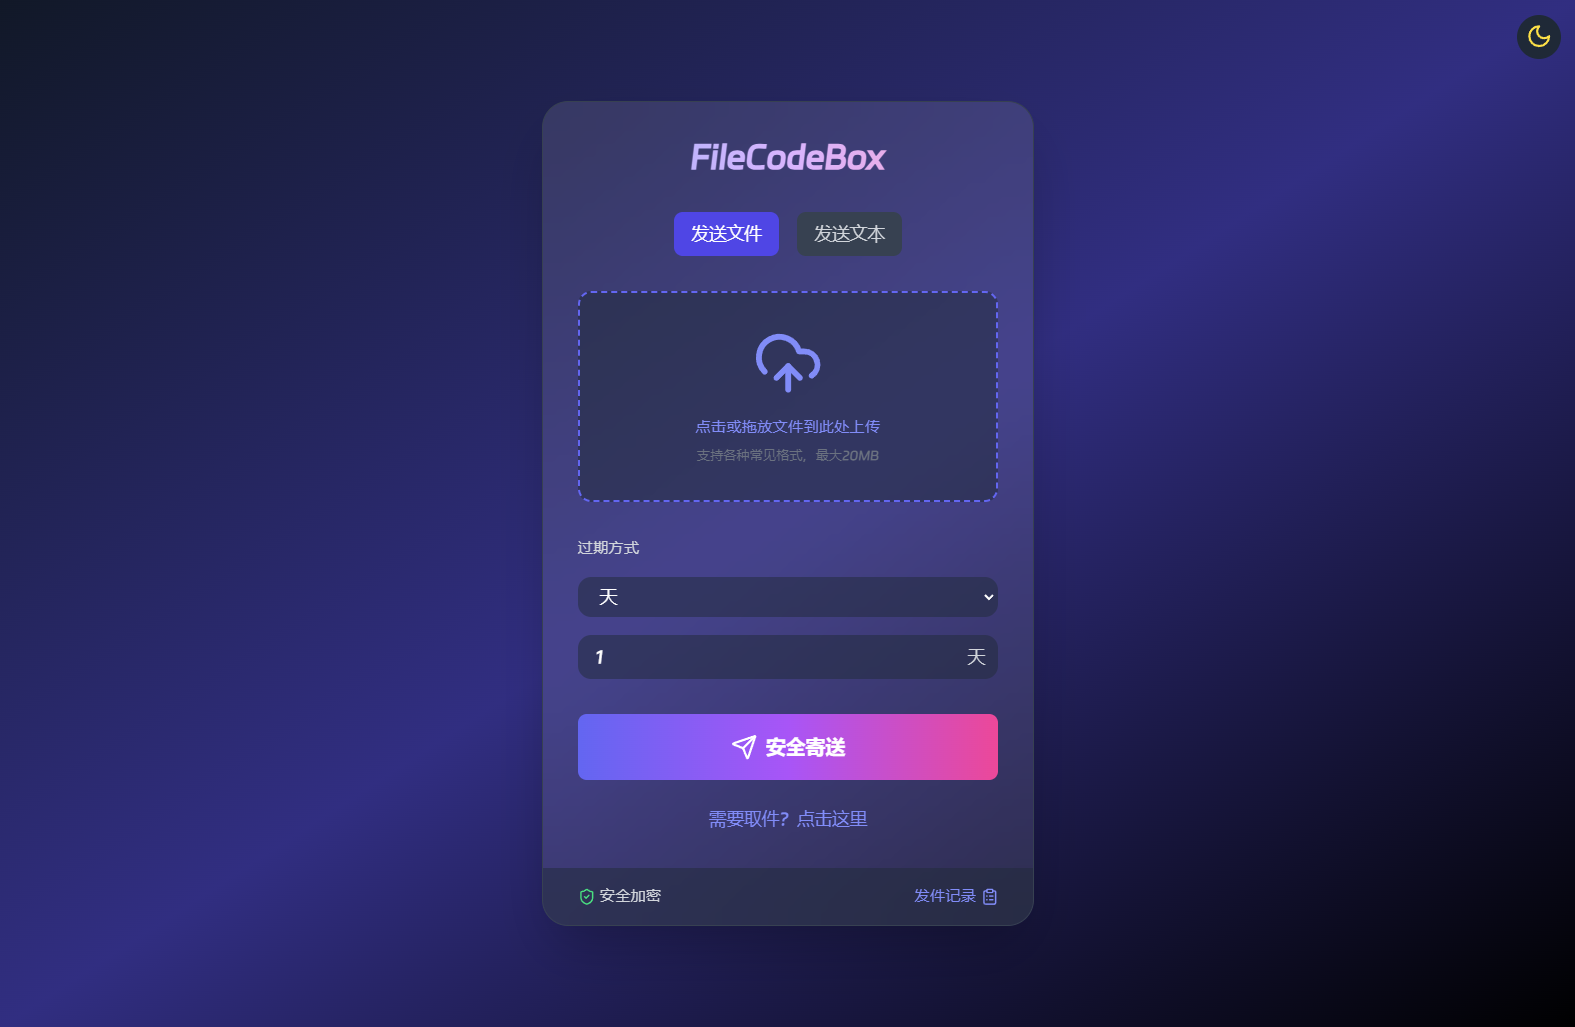 FileCodeBox
发送文件 发送文本
点击或拖放文件到此处上传
支持各种常见格式，最大20MB
过期方式
天
1 天
安全寄送
需要取件？点击这里
安全加密 发件记录